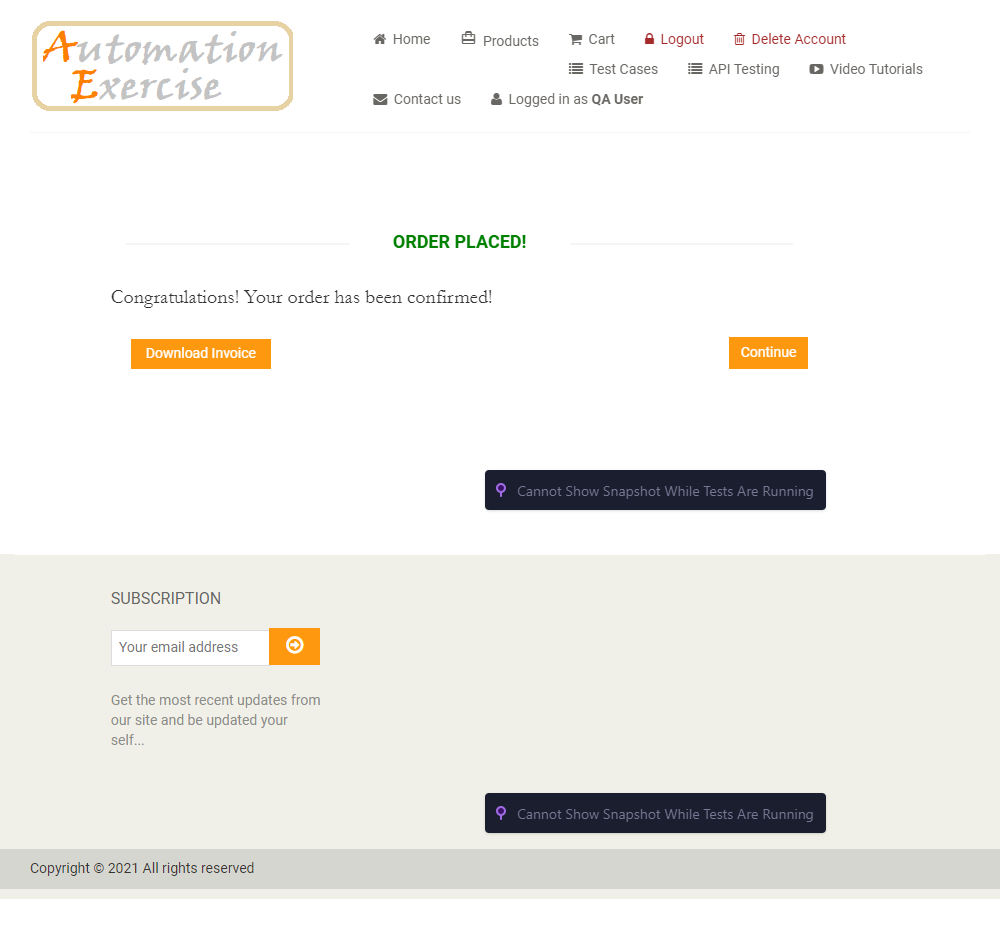 Automation
Exercise
Home Products Cart Logout Delete Account
Test Cases API Testing Video Tutorials
Contact us Logged in as QA User
ORDER PLACED!
Congratulations! Your order has been confirmed!
Download Invoice Continue
Cannot Show Snapshot While Tests Are Running
SUBSCRIPTION
Your email address
Get the most recent updates from
our site and be updated your
self...
Cannot Show Snapshot While Tests Are Running
Copyright © 2021 All rights reserved